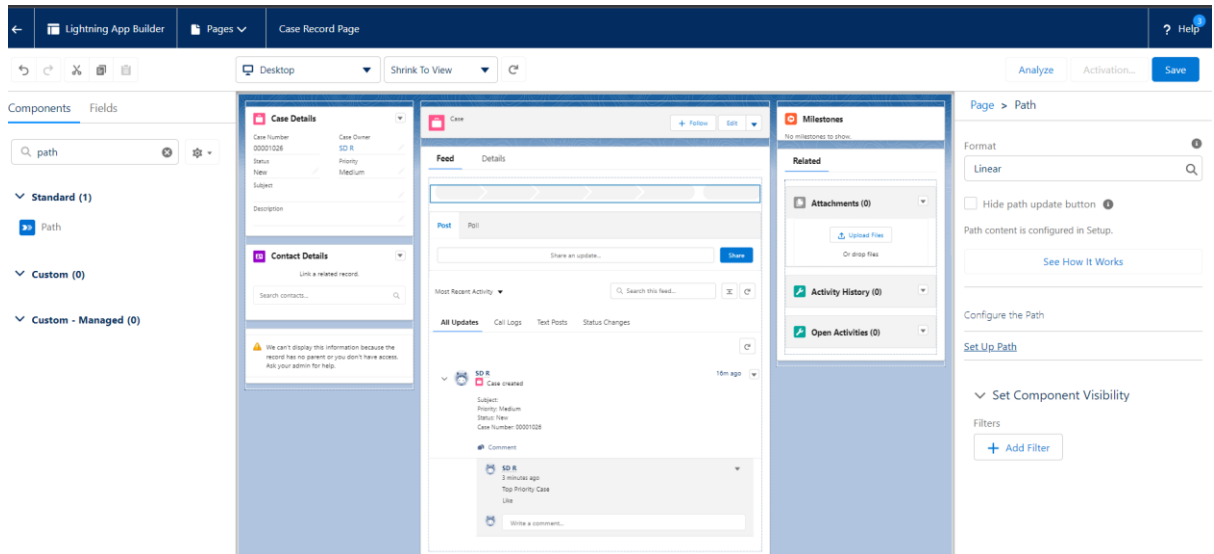 Lightning App Builder
Pages
Case Record Page
3
? Help
Desktop
Shrink To View
Analyze
Activation...
Save
Components
Fields
path
Standard (1)
Path
Custom (0)
Custom - Managed (0)
Case Details
Case Number
Case Owner
00001026
SD R
Status
Priority
New
Medium
Subject
Description
Contact Details
Link a related record.
Search contacts...
We can't display this information because the
record has no parent or you don't have access.
Ask your admin for help.
Case
+ Follow
Edit
Feed
Details
Post
Poll
Share an update...
Share
Most Recent Activity
Search this feed...
All Updates
Call Logs
Text Posts
Status Changes
SD R
16m ago
Case created
Subject:
Priority: Medium
Status: New
Case Number: 00001026
Comment
SD R
3 minutes ago
Top Priority Case
Like
Write a comment...
Milestones
No milestones to show.
Related
Attachments (0)
Upload Files
Or drop files
Activity History (0)
Open Activities (0)
Page > Path
Format
Linear
Hide path update button
Path content is configured in Setup.
See How It Works
Configure the Path
Set Up Path
Set Component Visibility
Filters
+ Add Filter